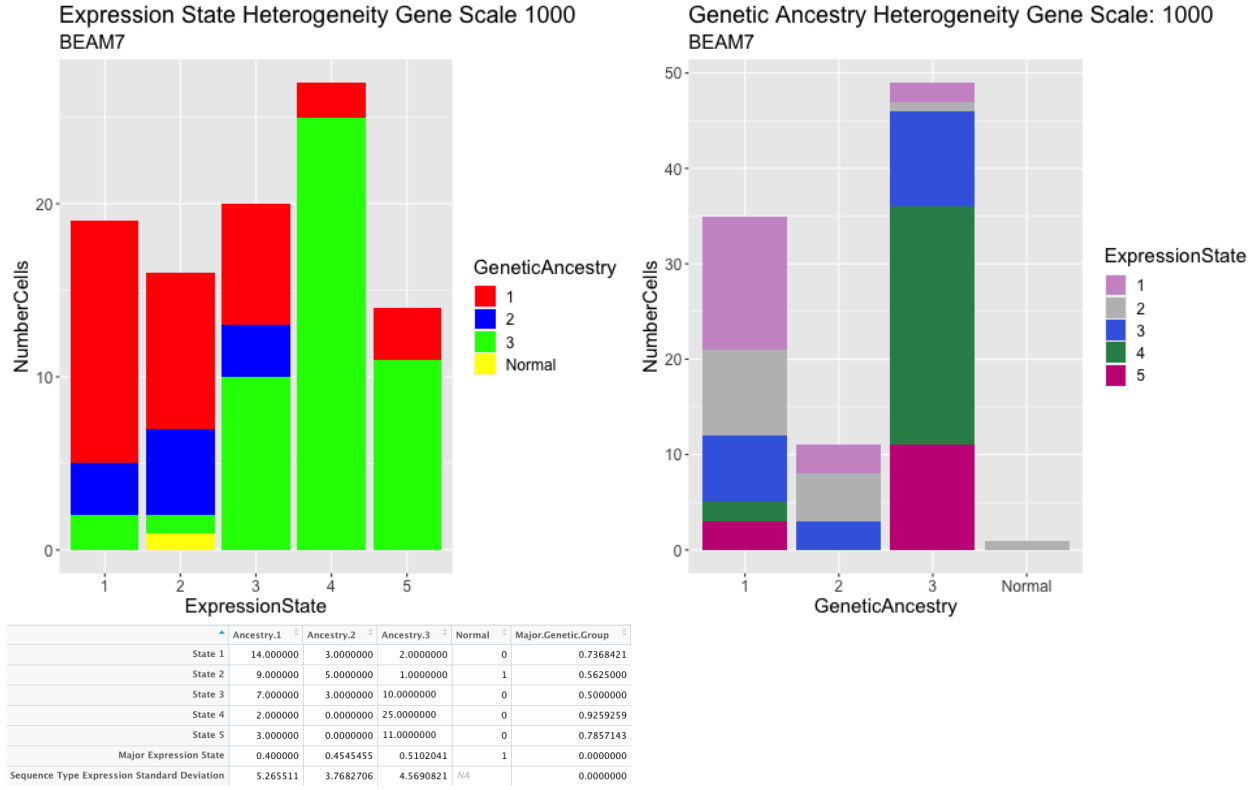 Expression State Heterogeneity Gene Scale 1000
BEAM7
20
10
0
NumberCells
1 2 3 4 5
ExpressionState
GeneticAncestry
1
2
3
Normal
Genetic Ancestry Heterogeneity Gene Scale: 1000
BEAM7
50
40
30
20
10
0
NumberCells
1 2 3 Normal
GeneticAncestry
ExpressionState
1
2
3
4
5
Ancestry.1 Ancestry.2 Ancestry.3 Normal Major.Genetic.Group
State 1 14.000000 3.0000000 2.0000000 0 0.7368421
State 2 9.000000 5.0000000 1.0000000 1 0.5625000
State 3 7.000000 3.0000000 10.0000000 0 0.5000000
State 4 2.000000 0.0000000 25.0000000 0 0.9259259
State 5 3.000000 0.0000000 11.0000000 0 0.7857143
Major Expression State 0.400000 0.4545455 0.5102041 1 0.0000000
Sequence Type Expression Standard Deviation 5.265511 3.7682706 4.5690821 NA 0.0000000